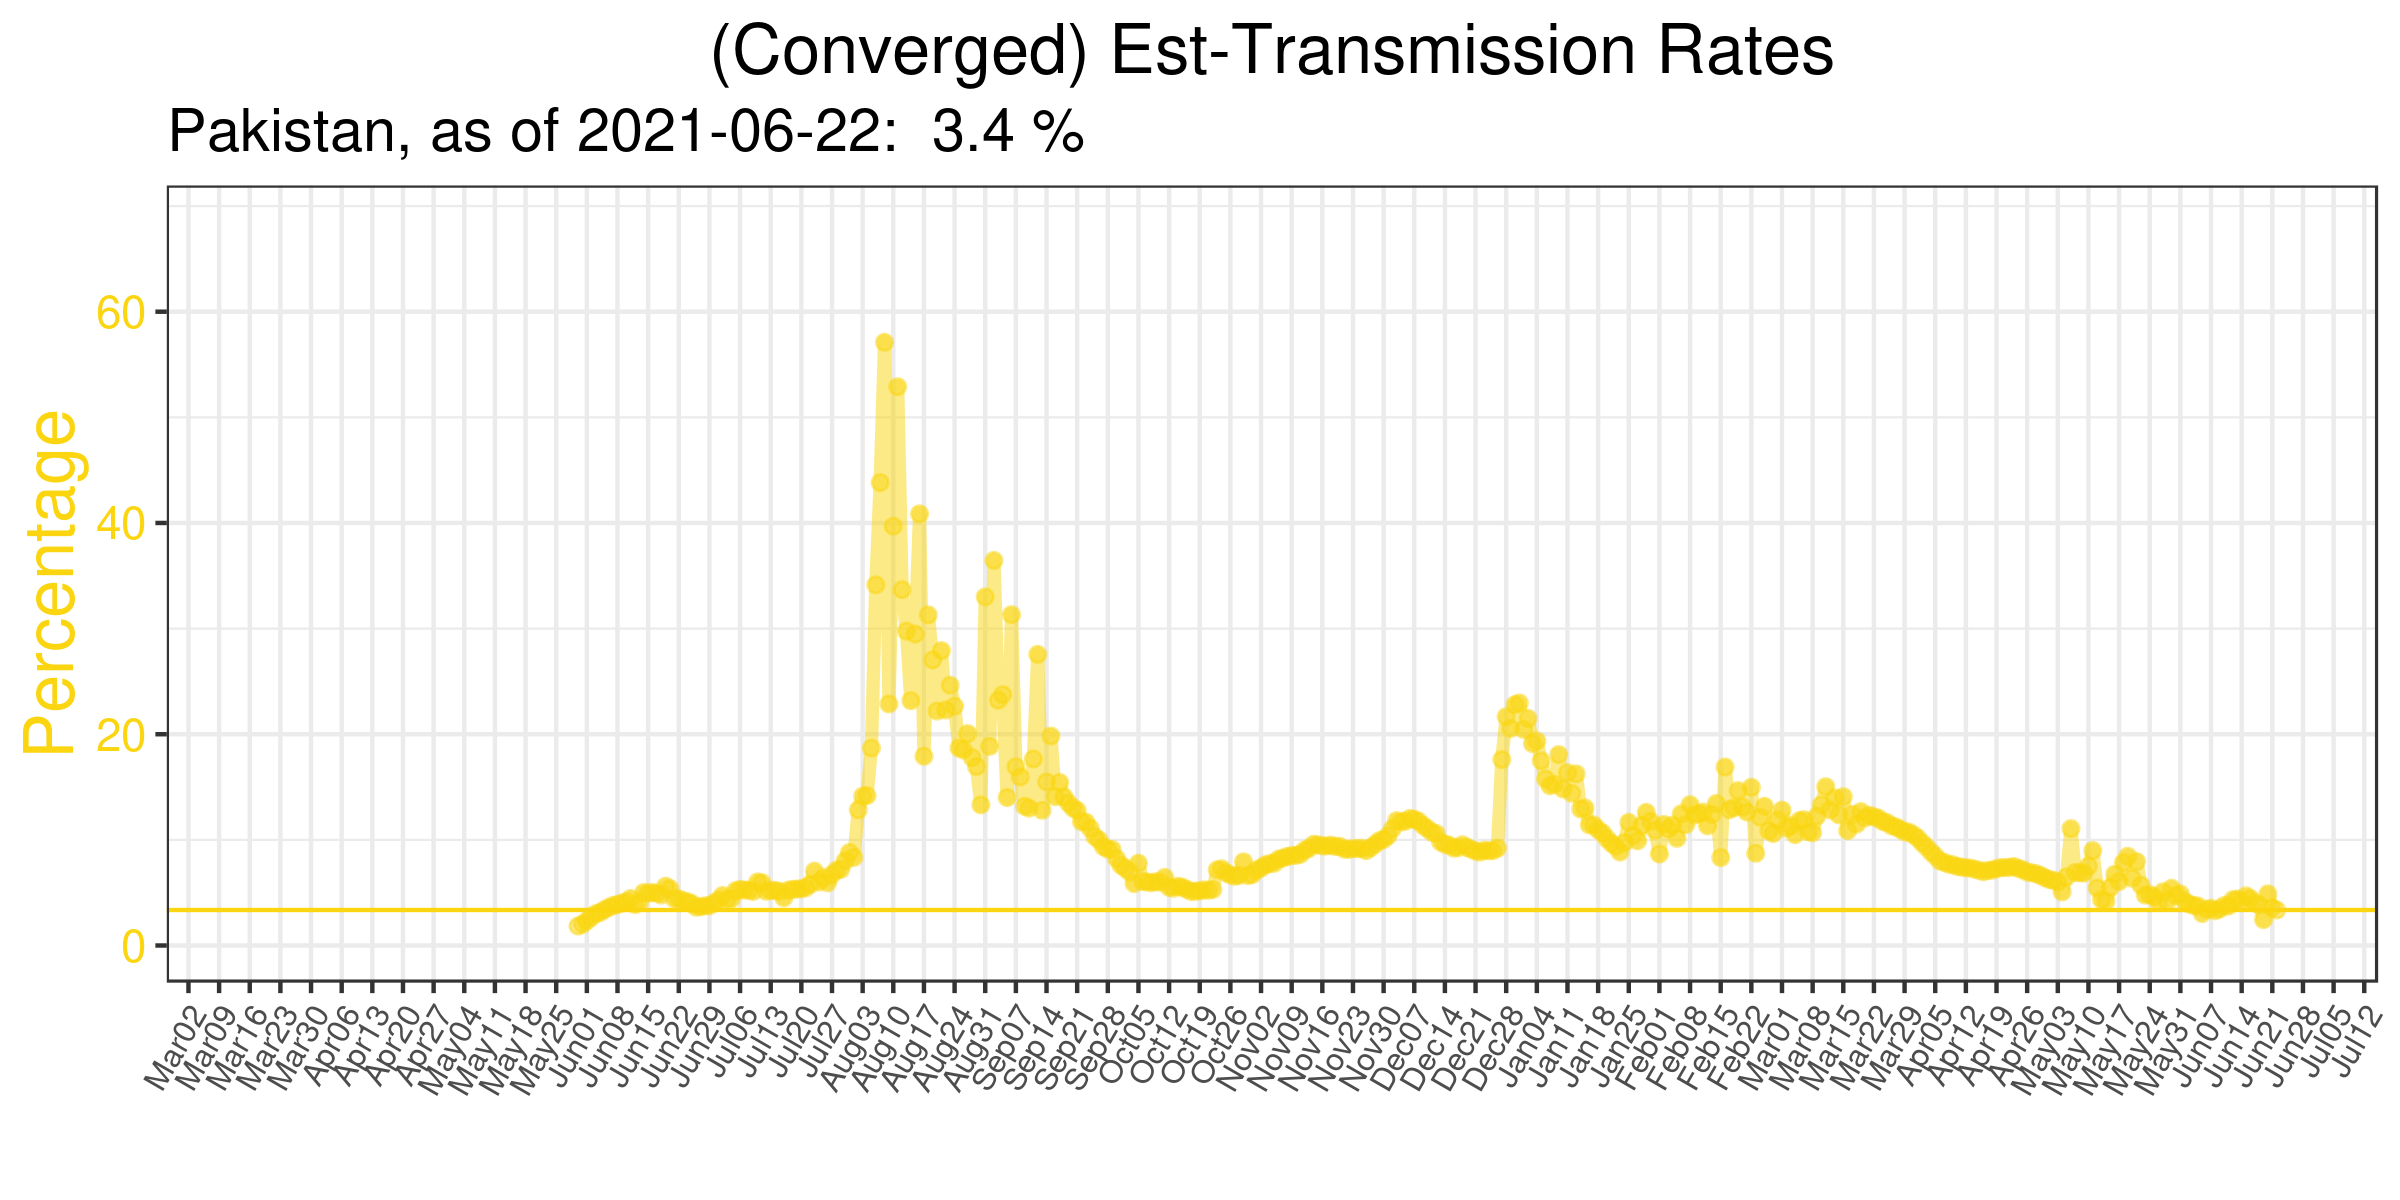 (Converged) Est-Transmission Rates
Pakistan, as of 2021-06-22: 3.4 %
Percentage
60
40
20
0
Mar02
Mar09
Mar16
Mar23
Mar30
Apr06
Apr13
Apr20
Apr27
May04
May11
May18
May25
Jun01
Jun08
Jun15
Jun22
Jun29
Jul06
Jul13
Jul20
Jul27
Aug03
Aug10
Aug17
Aug24
Aug31
Sep07
Sep14
Sep21
Sep28
Oct05
Oct12
Oct19
Oct26
Nov02
Nov09
Nov16
Nov23
Nov30
Dec07
Dec14
Dec21
Dec28
Jan04
Jan11
Jan18
Jan25
Feb01
Feb08
Feb15
Feb22
Mar01
Mar08
Mar15
Mar22
Mar29
Apr05
Apr12
Apr19
Apr26
May03
May10
May17
May24
May31
Jun07
Jun14
Jun21
Jun28
Jul05
Jul12